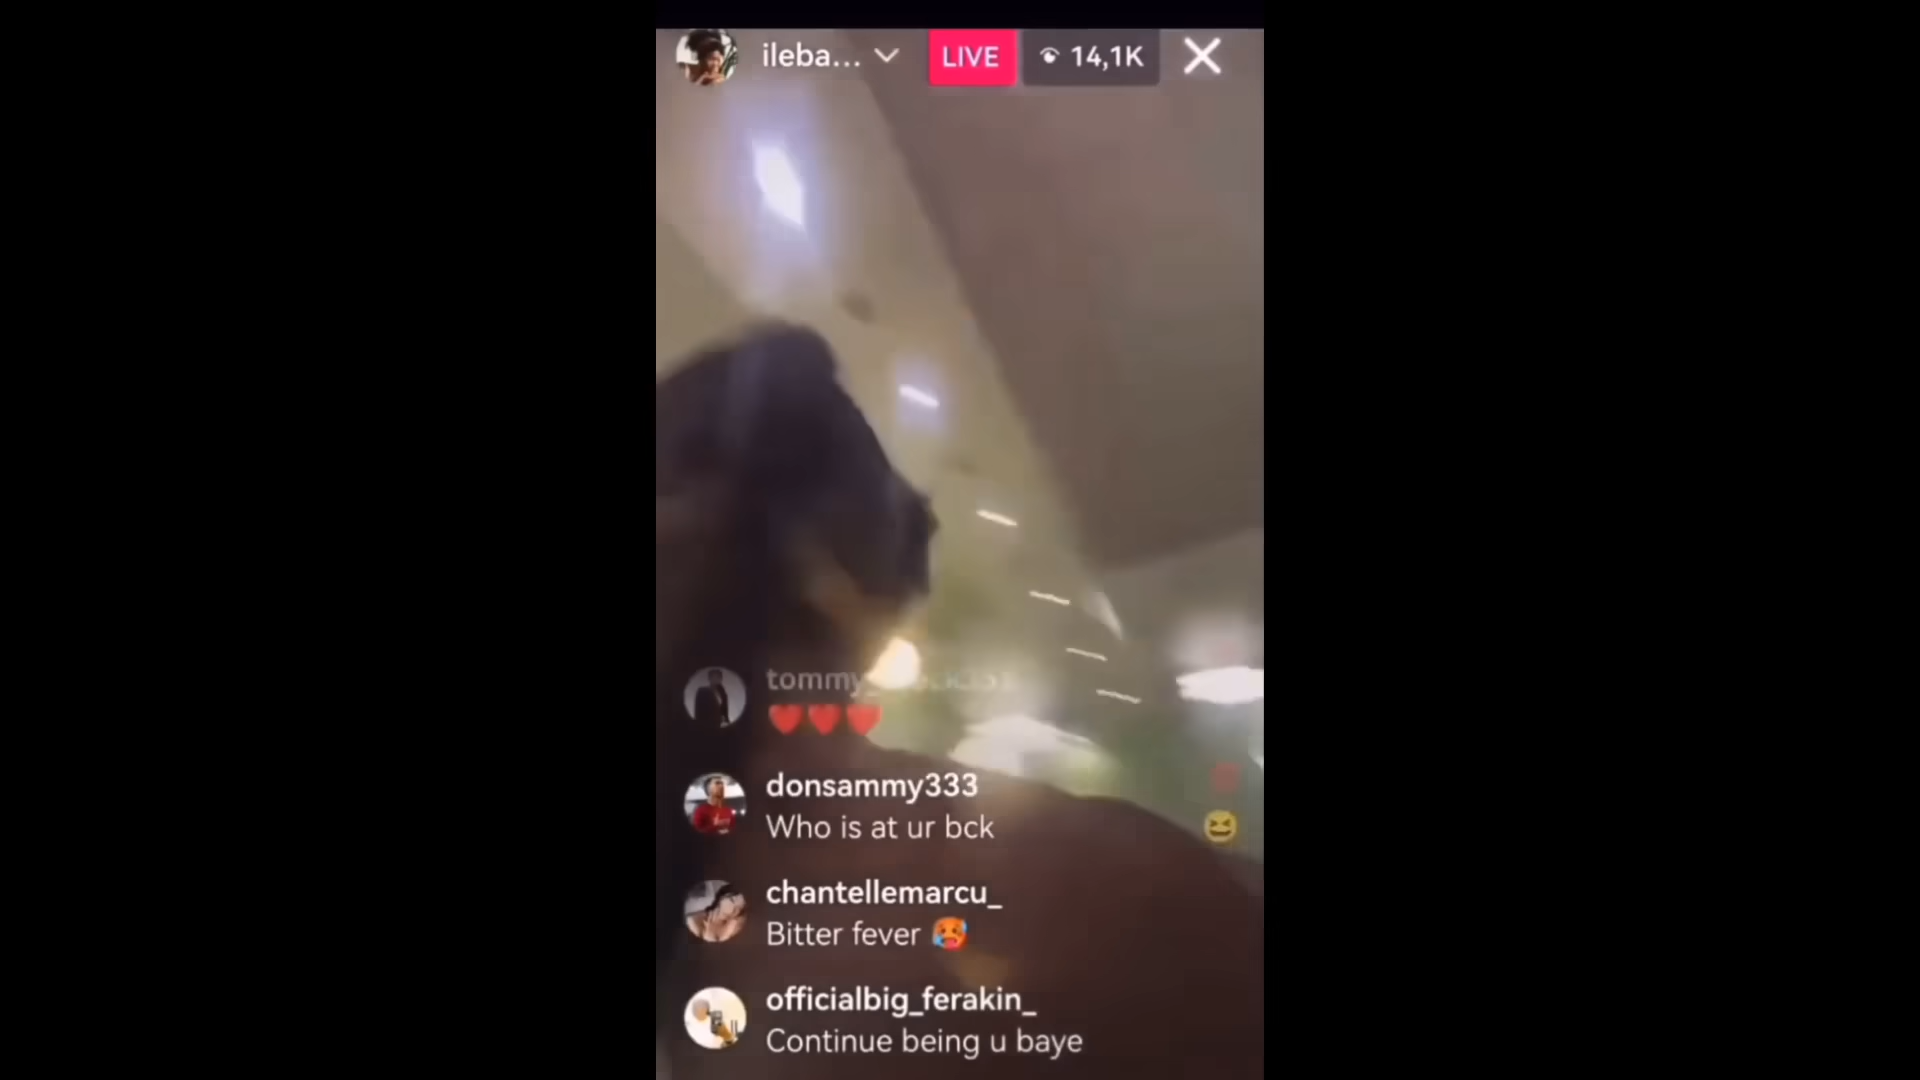 ileba...
LIVE
14,1K
donsammy333
Who is at ur bck
chantellemarcu_
Bitter fever 🥵
officialbig_ferakin_
Continue being u baye